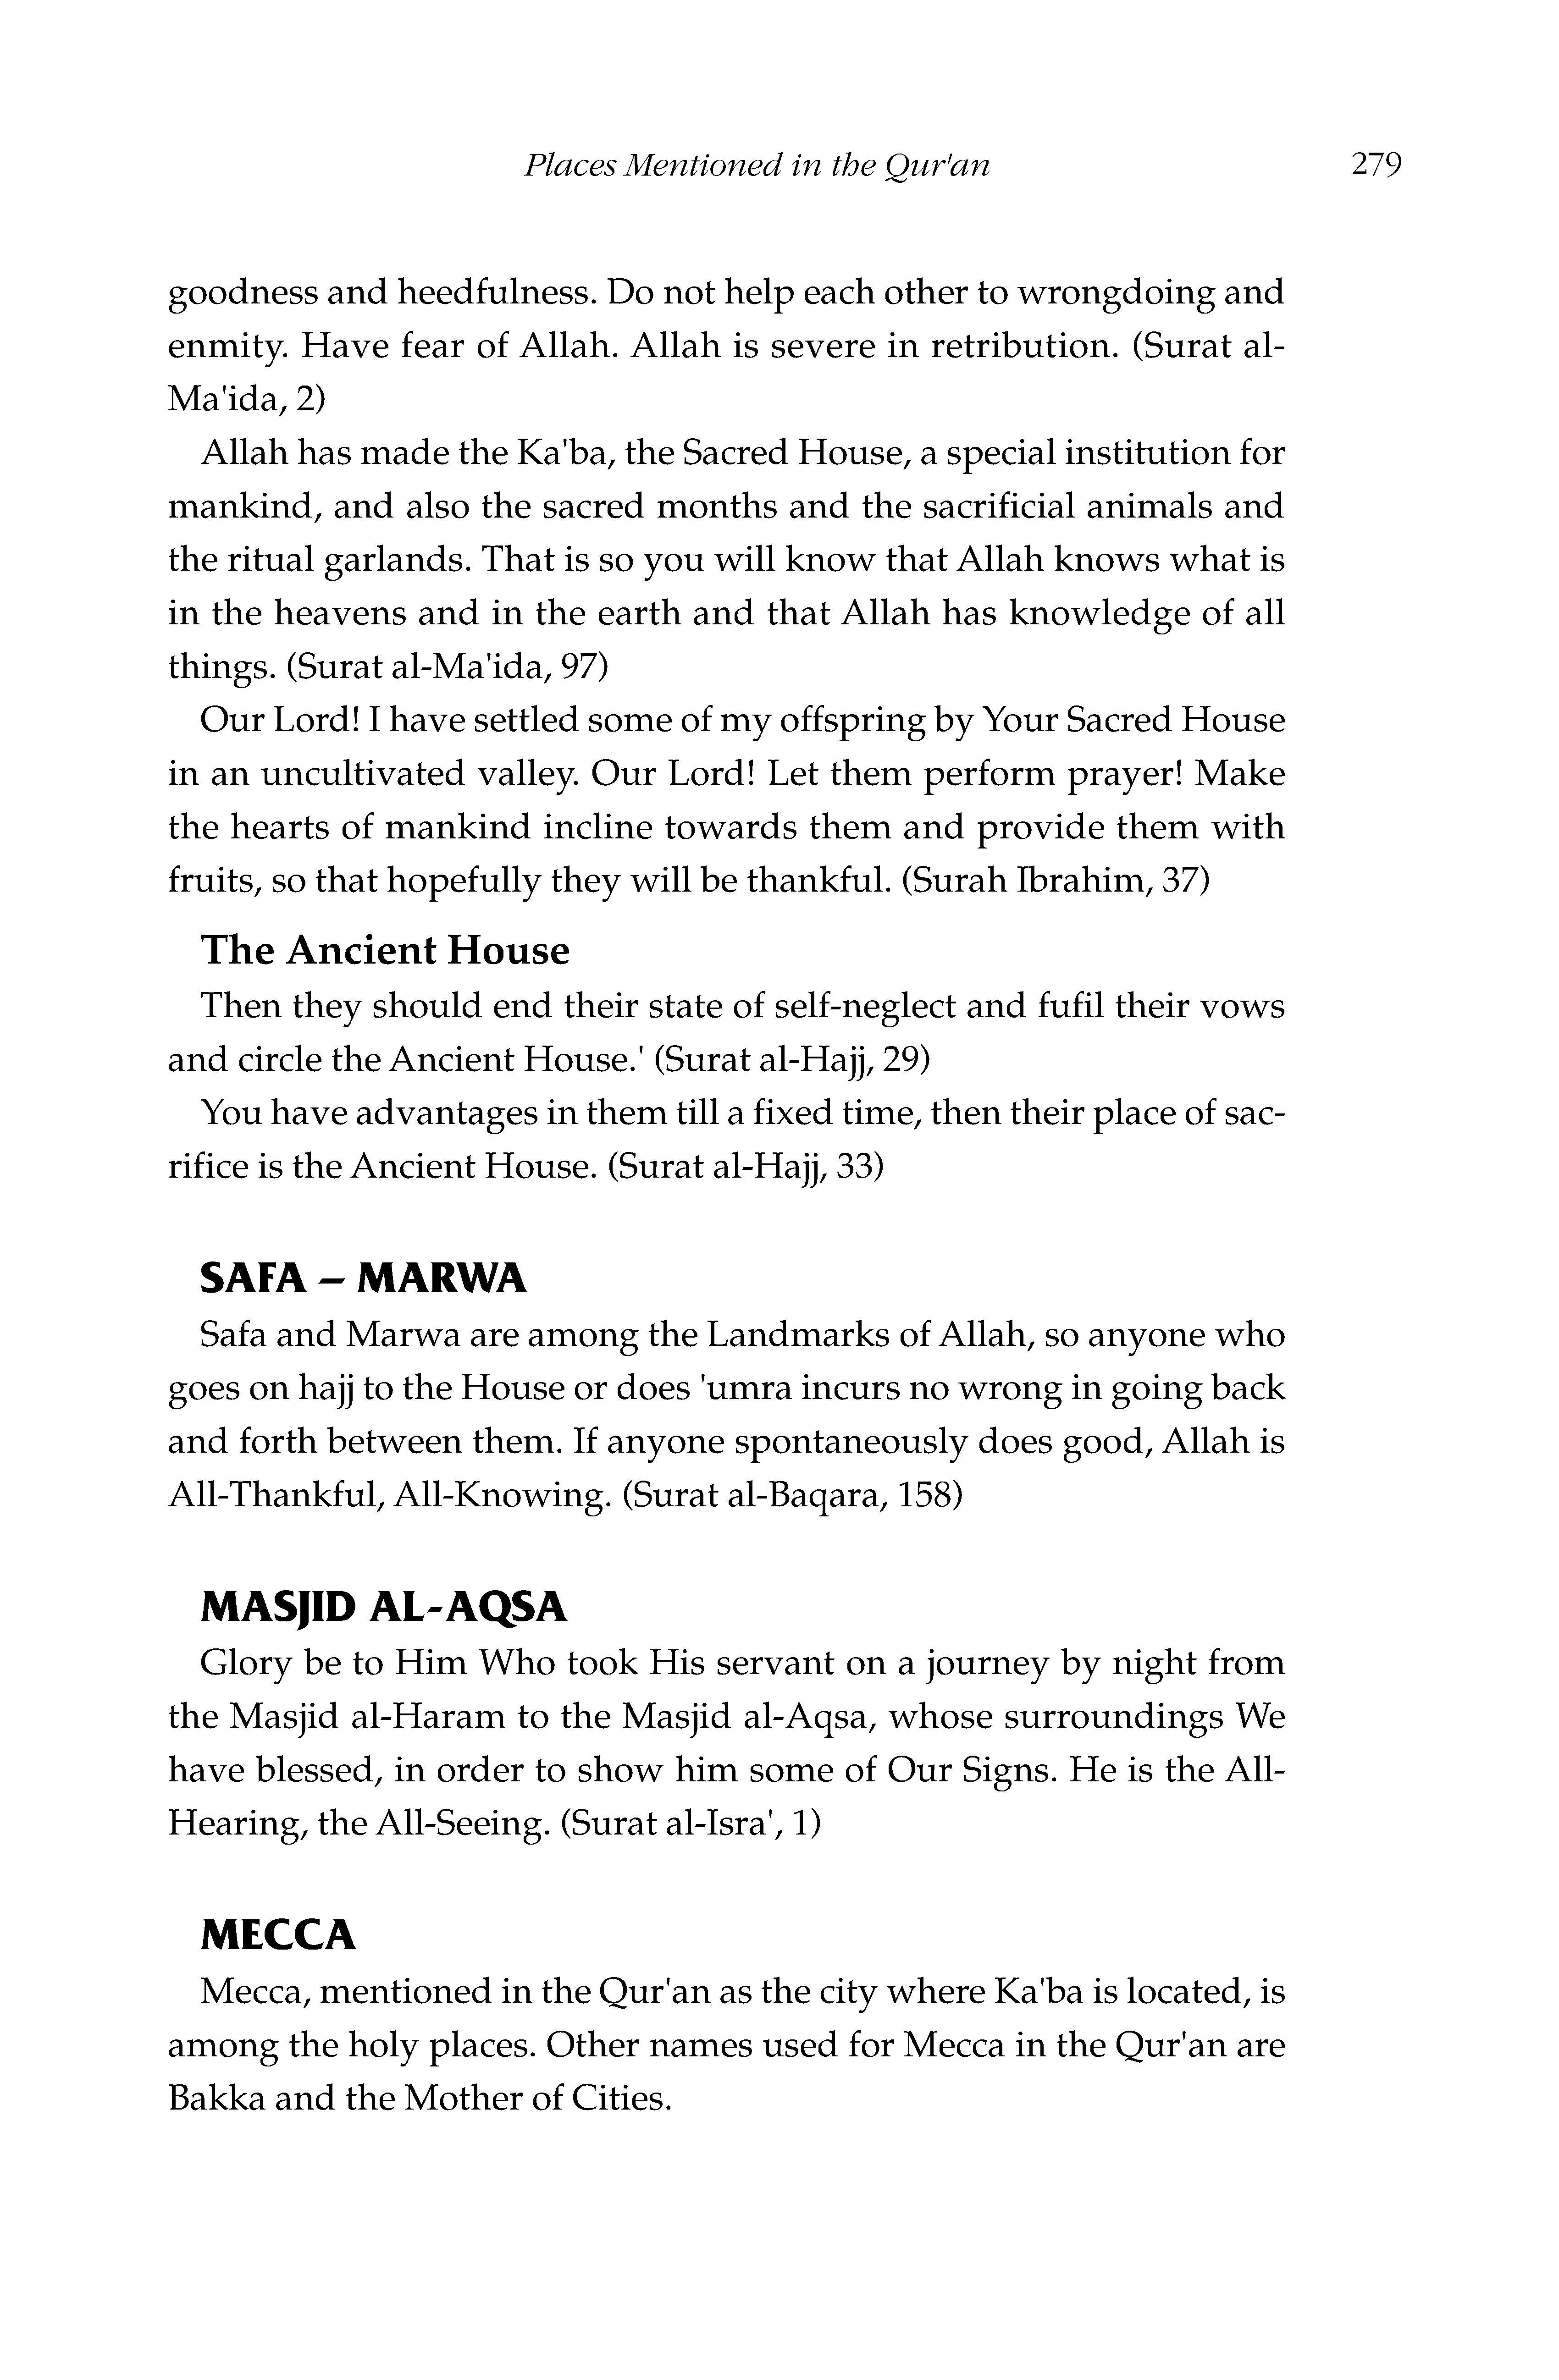 Places Mentioned in the Qur'an 279
goodness and heedfulness. Do not help each other to wrongdoing and
enmity. Have fear of Allah. Allah is severe in retribution. (Surat al-
Ma'ida, 2)
Allah has made the Ka'ba, the Sacred House, a special institution for
mankind, and also the sacred months and the sacrificial animals and
the ritual garlands. That is so you will know that Allah knows what is
in the heavens and in the earth and that Allah has knowledge of all
things. (Surat al-Ma'ida, 97)
Our Lord! I have settled some of my offspring by Your Sacred House
in an uncultivated valley. Our Lord! Let them perform prayer! Make
the hearts of mankind incline towards them and provide them with
fruits, so that hopefully they will be thankful. (Surah Ibrahim, 37)
The Ancient House
Then they should end their state of self-neglect and fufil their vows
and circle the Ancient House.' (Surat al-Hajj, 29)
You have advantages in them till a fixed time, then their place of sac-
rifice is the Ancient House. (Surat al-Hajj, 33)
SAFA – MARWA
Safa and Marwa are among the Landmarks of Allah, so anyone who
goes on hajj to the House or does 'umra incurs no wrong in going back
and forth between them. If anyone spontaneously does good, Allah is
All-Thankful, All-Knowing. (Surat al-Baqara, 158)
MASJID AL-AQSA
Glory be to Him Who took His servant on a journey by night from
the Masjid al-Haram to the Masjid al-Aqsa, whose surroundings We
have blessed, in order to show him some of Our Signs. He is the All-
Hearing, the All-Seeing. (Surat al-Isra', 1)
MECCA
Mecca, mentioned in the Qur'an as the city where Ka'ba is located, is
among the holy places. Other names used for Mecca in the Qur'an are
Bakka and the Mother of Cities.